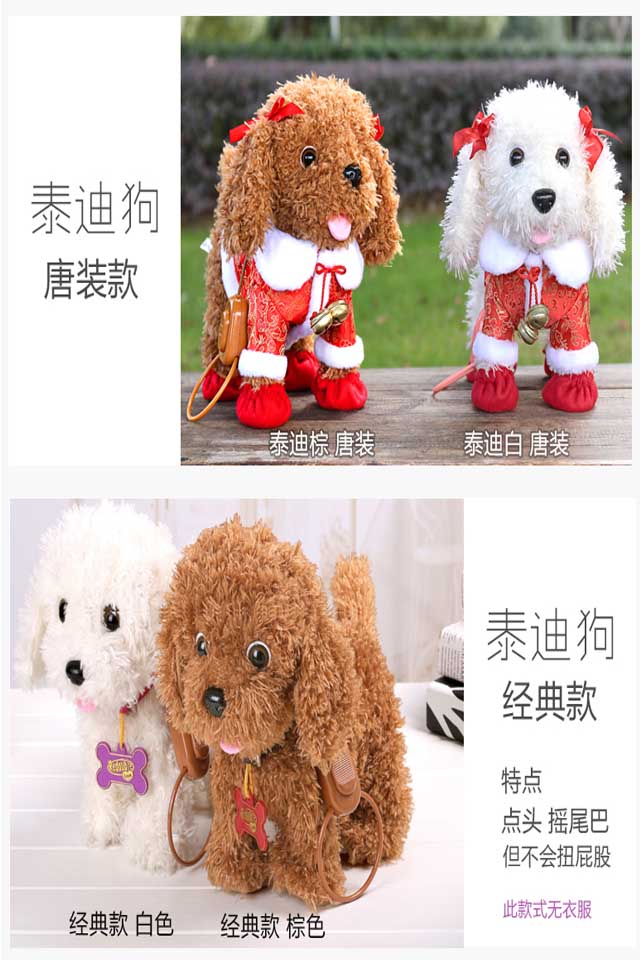 泰迪狗
唐装款
泰迪棕 唐装
泰迪白 唐装
泰迪狗
经典款
特点
点头 摇尾巴
但不会扭屁股
此款式无衣服
经典款 白色
经典款 棕色